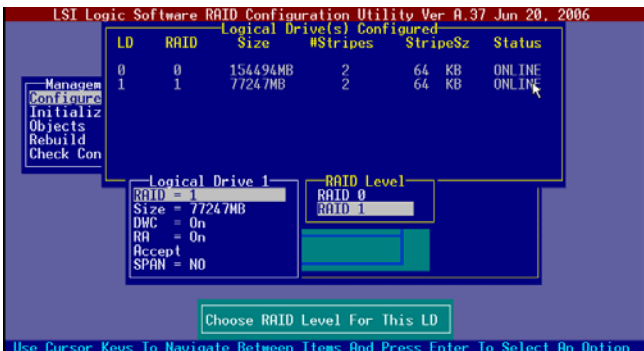 LSI Logic Software RAID Configuration Utility Ver A.37 Jun 20, 2006
Logical Drive(s) Configured
LD RAID Size #Stripes StripeSz Status
0 0 154494MB 2 64 KB ONLINE
1 1 77247MB 2 64 KB ONLINE
Managem
Configure
Initializ
Objects
Rebuild
Check Con
Logical Drive 1
RAID = 1
Size = 77247MB
DWC = On
RA = On
Accept
SPAN = NO
RAID Level
RAID 0
RAID 1
Choose RAID Level For This LD
Use Cursor Keys To Navigate Between Items And Press Enter To Select An Option